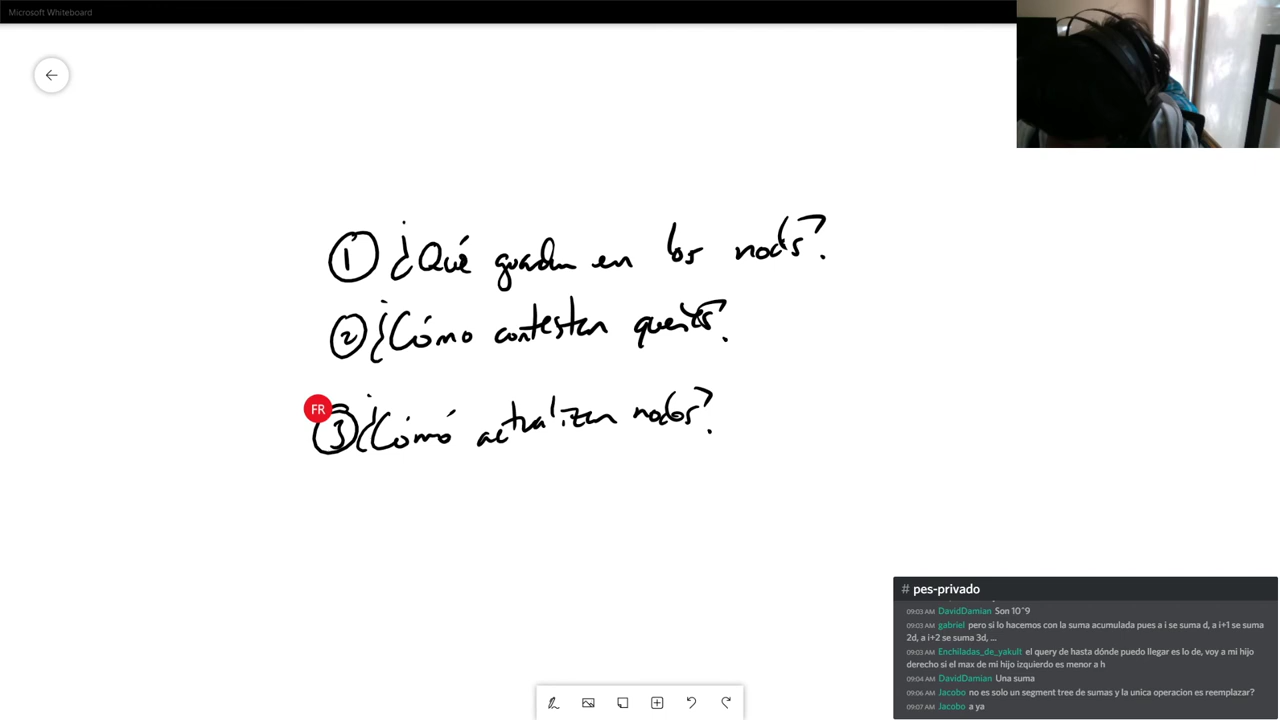 Microsoft Whiteboard
① ¿Qué guardan en los nodos?
② ¿Cómo contestan queries?
FR
③ ¿Cómo actualizan nodos?
# pes-privado
09:03 AM DavidDamian Son 10^9
09:03 AM gabriel pero si lo hacemos con la suma acumulada pues a i se suma d, a i+1 se suma
2d, a i+2 se suma 3d, ...
09:03 AM Enchiladas_de_yakult el query de hasta dónde puedo llegar es lo de, voy a mi hijo
derecho si el max de mi hijo izquierdo es menor a h
09:04 AM DavidDamian Una suma
09:06 AM Jacobo no es solo un segment tree de sumas y la unica operacion es reemplazar?
09:07 AM Jacobo a ya